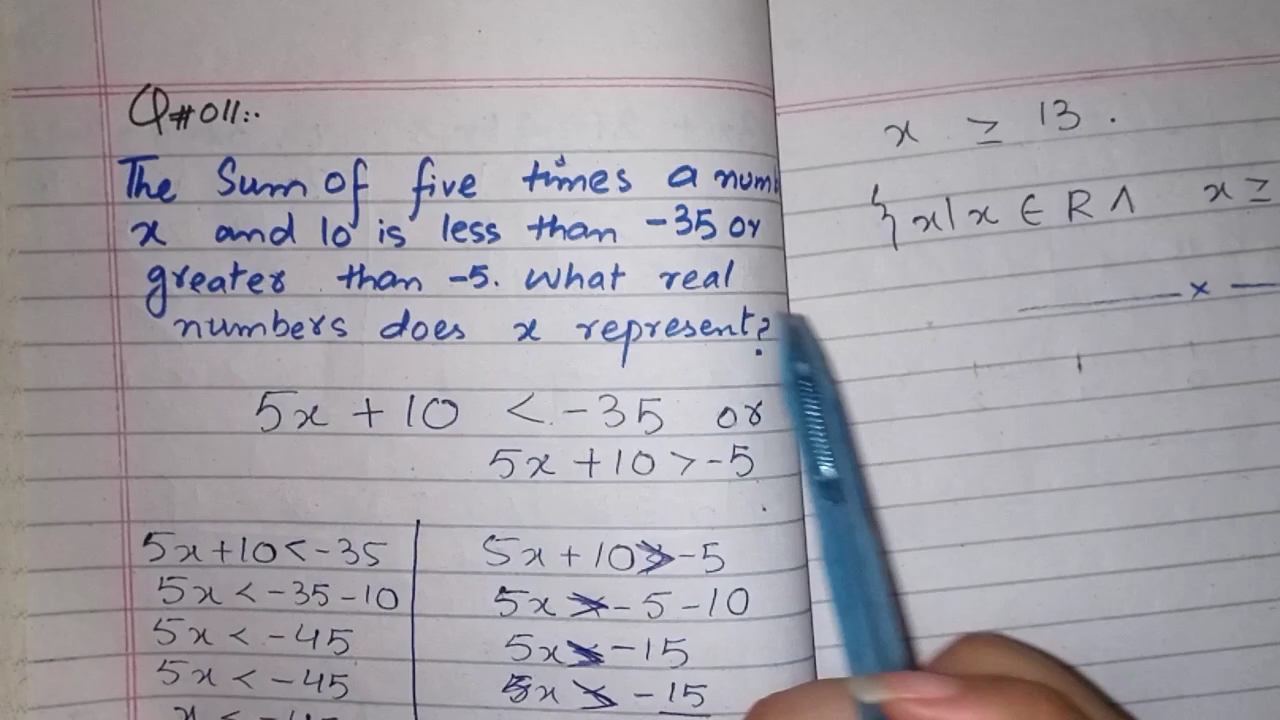 Q#011:.
The Sum of five times a num
x and 10 is less than -35 or
greater than -5. What real
numbers does x represent?
5x + 10 < -35 or
5x + 10 > -5
5x+10 < -35
5x < -35-10
5x < -45
5x < -45
5x + 10 > -5
5x > -5 -10
5x > -15
5x > -15
x ≥ 13.
{x|x ∈ R ∧ x ≥